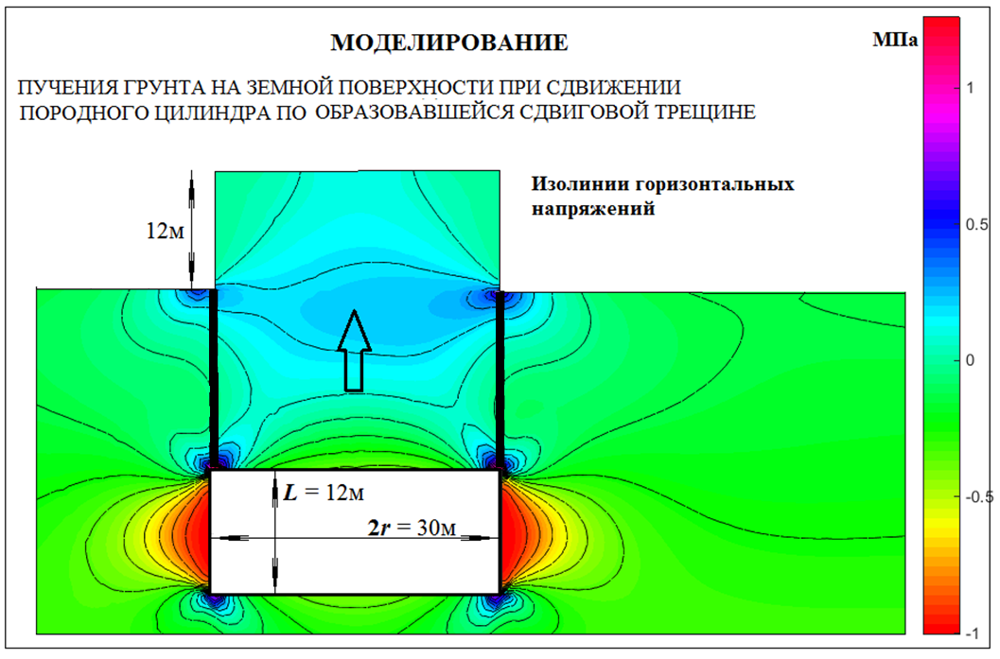 МОДЕЛИРОВАНИЕ
МПа
ПУЧЕНИЯ ГРУНТА НА ЗЕМНОЙ ПОВЕРХНОСТИ ПРИ СДВИЖЕНИИ
ПОРОДНОГО ЦИЛИНДРА ПО ОБРАЗОВАВШЕЙСЯ СДВИГОВОЙ ТРЕЩИНЕ
1
Изолинии горизонтальных
напряжений
12м
0.5
0
L = 12м
-0.5
2r = 30м
-1